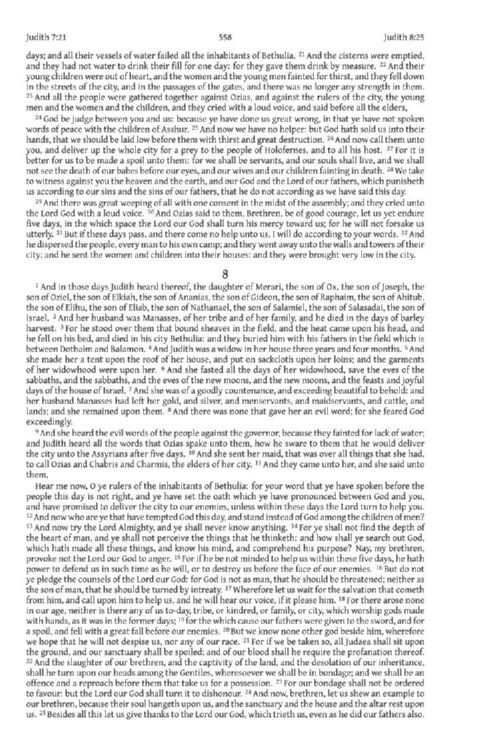 Judith 7:21 558 Judith 8:25
days; and all their vessels of water failed all the inhabitants of Bethulia. 21 And the cisterns were emptied,
and they had not water to drink their fill for one day; for they gave them drink by measure. 22 And their
young children were out of heart, and the women and the young men fainted for thirst, and they fell down
in the streets of the city, and in the passages of the gates, and there was no longer any strength in them.
23 And all the people were gathered together against Ozias, and against the rulers of the city, the young
men and the women and the children, and they cried with a loud voice, and said before all the elders,
24 God be judge between you and us: because ye have done us great wrong, in that ye have not spoken
words of peace with the children of Asshur. 25 And now we have no helper: but God hath sold us into their
hands, that we should be laid low before them with thirst and great destruction. 26 And now call them unto
you, and deliver up the whole city for a prey to the people of Holofernes, and to all his host. 27 For it is
better for us to be made a spoil unto them: for we shall be servants, and our souls shall live, and we shall
not see the death of our babes before our eyes, and our wives and our children fainting in death. 28 We take
to witness against you the heaven and the earth, and our God and the Lord of our fathers, which punisheth
us according to our sins and the sins of our fathers, that he do not according as we have said this day.
29 And there was great weeping of all with one consent in the midst of the assembly; and they cried unto
the Lord God with a loud voice. 30 And Ozias said to them, Brethren, be of good courage, let us yet endure
five days, in the which space the Lord our God shall turn his mercy toward us; for he will not forsake us
utterly. 31 But if these days pass, and there come no help unto us, I will do according to your words. 32 And
he dispersed the people, every man to his own camp; and they went away unto the walls and towers of their
city; and he sent the women and children into their houses: and they were brought very low in the city.
8
1 And in those days Judith heard thereof, the daughter of Merari, the son of Ox, the son of Joseph, the
son of Oziel, the son of Elkiah, the son of Ananias, the son of Gideon, the son of Raphaim, the son of Ahitub,
the son of Elihu, the son of Eliab, the son of Nathanael, the son of Salamiel, the son of Salasadai, the son of
Israel. 2 And her husband was Manasses, of her tribe and of her family, and he died in the days of barley
harvest. 3 For he stood over them that bound sheaves in the field, and the heat came upon his head, and
he fell on his bed, and died in his city Bethulia: and they buried him with his fathers in the field which is
between Dothaim and Balamon. 4 And Judith was a widow in her house three years and four months. 5 And
she made her a tent upon the roof of her house, and put on sackcloth upon her loins; and the garments
of her widowhood were upon her. 6 And she fasted all the days of her widowhood, save the eves of the
sabbaths, and the sabbaths, and the eves of the new moons, and the new moons, and the feasts and joyful
days of the house of Israel. 7 And she was of a goodly countenance, and exceeding beautiful to behold: and
her husband Manasses had left her gold, and silver, and menservants, and maidservants, and cattle, and
lands; and she remained upon them. 8 And there was none that gave her an evil word; for she feared God
exceedingly.
9 And she heard the evil words of the people against the governor, because they fainted for lack of water;
and Judith heard all the words that Ozias spake unto them, how he sware to them that he would deliver
the city unto the Assyrians after five days. 10 And she sent her maid, that was over all things that she had,
to call Ozias and Chabris and Charmis, the elders of her city. 11 And they came unto her, and she said unto
them,
Hear me now, O ye rulers of the inhabitants of Bethulia: for your word that ye have spoken before the
people this day is not right, and ye have set the oath which ye have pronounced between God and you,
and have promised to deliver the city to our enemies, unless within these days the Lord turn to help you.
12 And now who are ye that have tempted God this day, and stand instead of God among the children of men?
13 And now try the Lord Almighty, and ye shall never know anything. 14 For ye shall not find the depth of
the heart of man, and ye shall not perceive the things that he thinketh: and how shall ye search out God,
which hath made all these things, and know his mind, and comprehend his purpose? Nay, my brethren,
provoke not the Lord our God to anger. 15 For if he be not minded to help us within these five days, he hath
power to defend us in such time as he will, or to destroy us before the face of our enemies. 16 But do not
ye pledge the counsels of the Lord our God: for God is not as man, that he should be threatened; neither as
the son of man, that he should be turned by intreaty. 17 Wherefore let us wait for the salvation that cometh
from him, and call upon him to help us, and he will hear our voice, if it please him. 18 For there arose none
in our age, neither is there any of us to-day, tribe, or kindred, or family, or city, which worship gods made
with hands, as it was in the former days; 19 for the which cause our fathers were given to the sword, and for
a spoil, and fell with a great fall before our enemies. 20 But we know none other god beside him, wherefore
we hope that he will not despise us, nor any of our race. 21 For if we be taken so, all Judaea shall sit upon
the ground, and our sanctuary shall be spoiled; and of our blood shall he require the profanation thereof.
22 And the slaughter of our brethren, and the captivity of the land, and the desolation of our inheritance,
shall he turn upon our heads among the Gentiles, wheresoever we shall be in bondage; and we shall be an
offence and a reproach before them that take us for a possession. 23 For our bondage shall not be ordered
to favour: but the Lord our God shall turn it to dishonour. 24 And now, brethren, let us shew an example to
our brethren, because their soul hangeth upon us, and the sanctuary and the house and the altar rest upon
us. 25 Besides all this let us give thanks to the Lord our God, which trieth us, even as he did our fathers also.